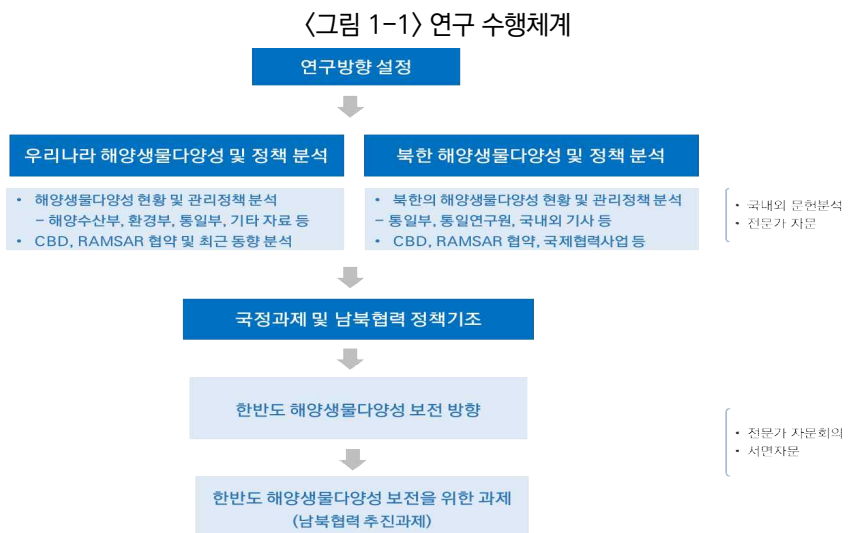 〈그림 1-1〉 연구 수행체계
연구방향 설정
우리나라 해양생물다양성 및 정책 분석
• 해양생물다양성 현황 및 관리정책 분석
– 해양수산부, 환경부, 통일부, 기타 자료 등
• CBD, RAMSAR 협약 및 최근 동향 분석
북한 해양생물다양성 및 정책 분석
• 북한의 해양생물다양성 현황 및 관리정책 분석
– 통일부, 통일연구원, 국내외 기사 등
• CBD, RAMSAR 협약, 국제협력사업 등
• 국내외 문헌분석
• 전문가 자문
국정과제 및 남북협력 정책기조
한반도 해양생물다양성 보전 방향
• 전문가 자문회의
• 서면자문
한반도 해양생물다양성 보전을 위한 과제
(남북협력 추진과제)